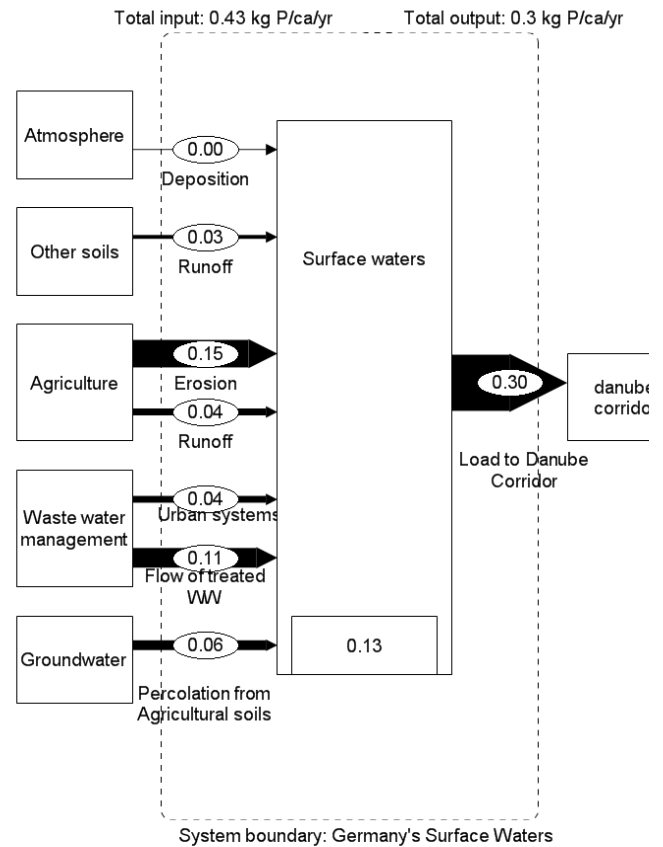 Total input: 0.43 kg P/ca/yr
Total output: 0.3 kg P/ca/yr
Atmosphere
0.00
Deposition
Other soils
0.03
Runoff
Surface waters
Agriculture
0.15
Erosion
0.04
Runoff
0.30
danube
corrido
Load to Danube
Corridor
Waste water
management
0.04
Urban systems
0.11
Flow of treated
WW
Groundwater
0.06
0.13
Percolation from
Agricultural soils
System boundary: Germany's Surface Waters